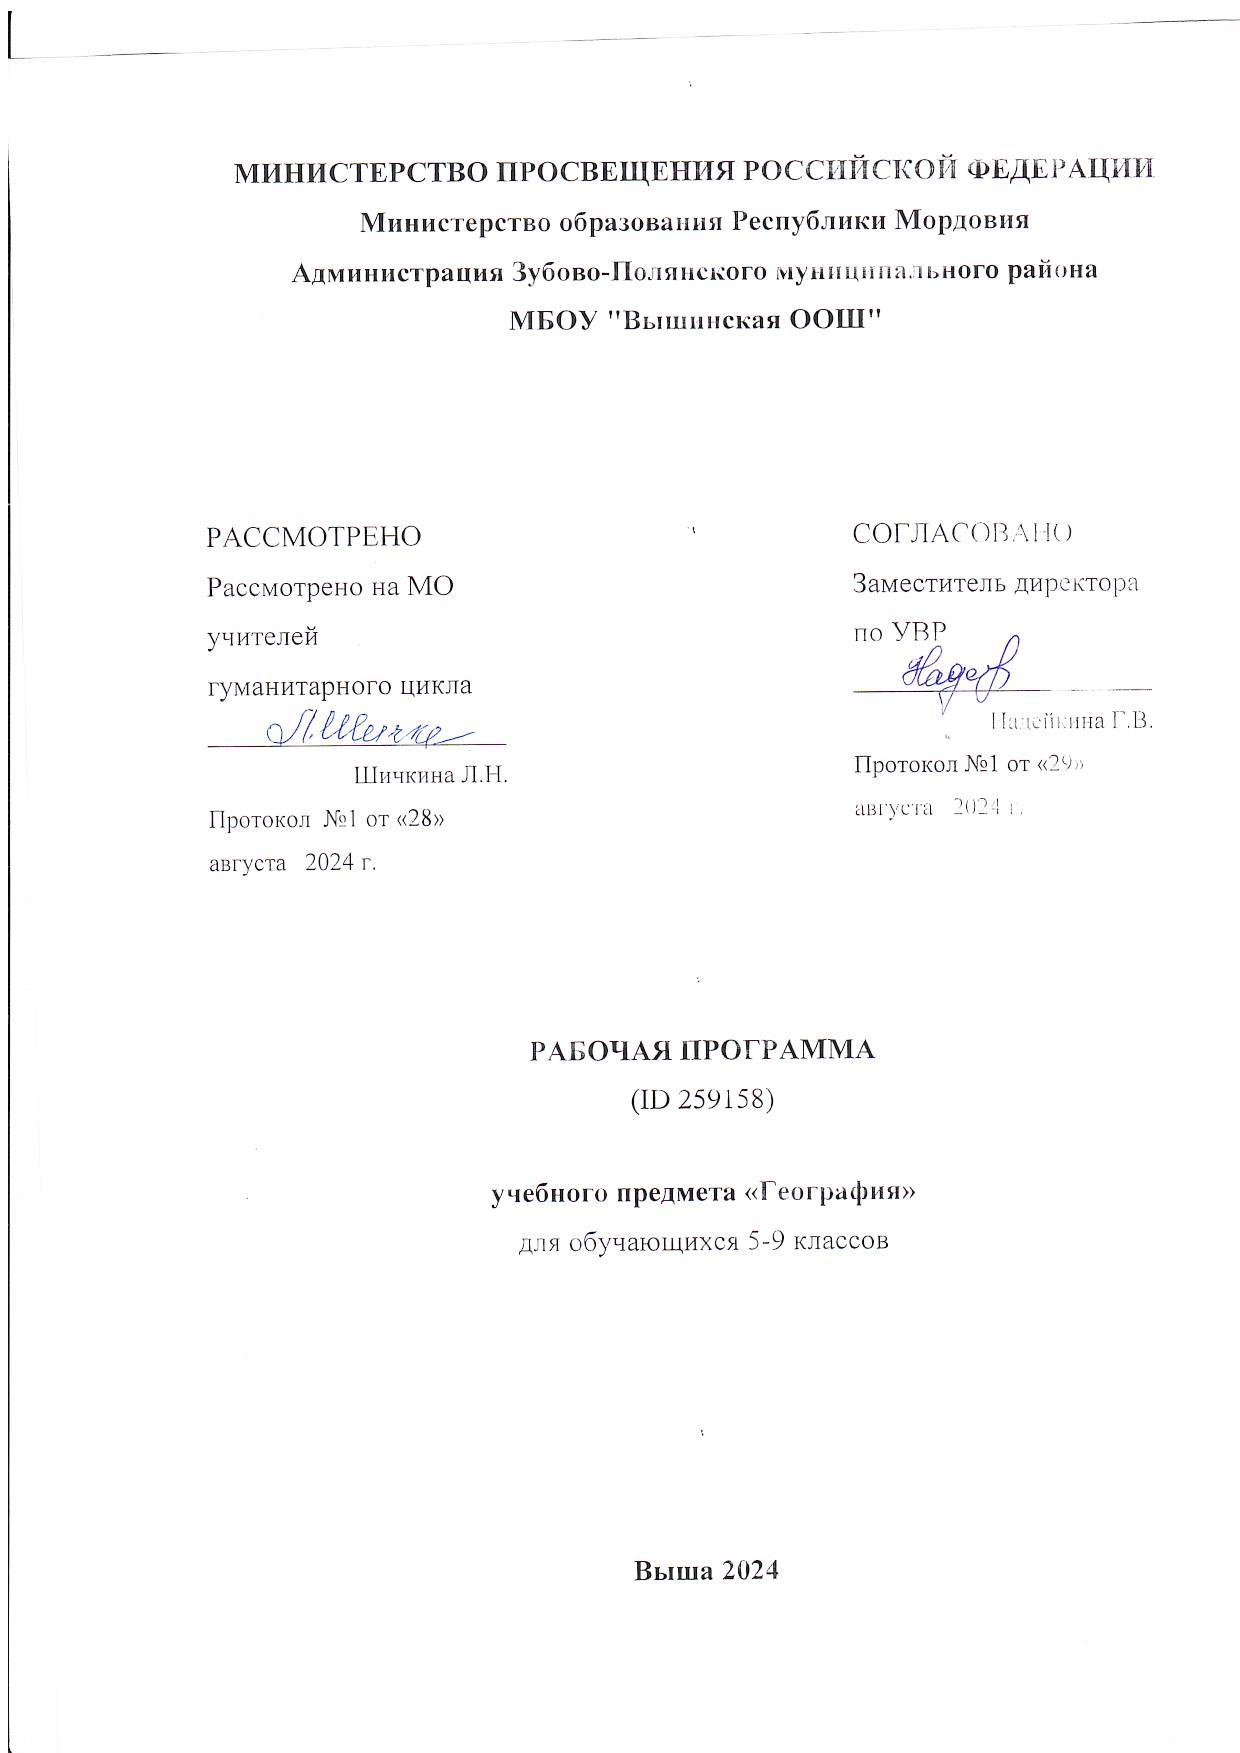 МИНИСТЕРСТВО ПРОСВЕЩЕНИЯ РОССИЙСКОЙ ФЕДЕРАЦИИ
Министерство образования Республики Мордовия
Администрация Зубово-Полянского муниципального района
МБОУ "Вышинская ООШ"
РАССМОТРЕНО
Рассмотрено на МО
учителей
гуманитарного цикла
Шичкина Л.Н.
Протокол №1 от «28»
августа 2024 г.
СОГЛАСОВАНО
Заместитель директора
по УВР
Надейкина Г.В.
Протокол №1 от «29»
августа 2024 г.
РАБОЧАЯ ПРОГРАММА
(ID 259158)
учебного предмета «География»
для обучающихся 5-9 классов
Выша 2024